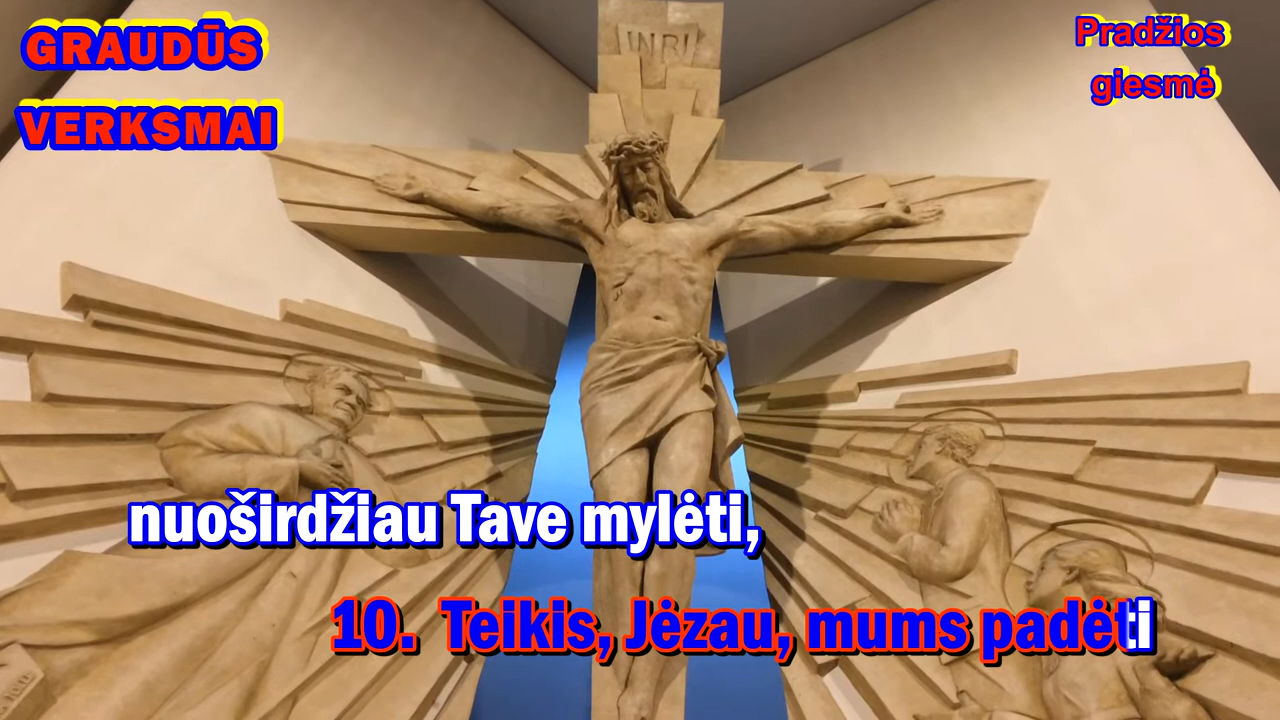 GRAUDŪS
VERKSMAI
Pradžios
giesmė
INRI
nuoširdžiau Tave mylėti,
10. Teikis, Jėzau, mums padėti